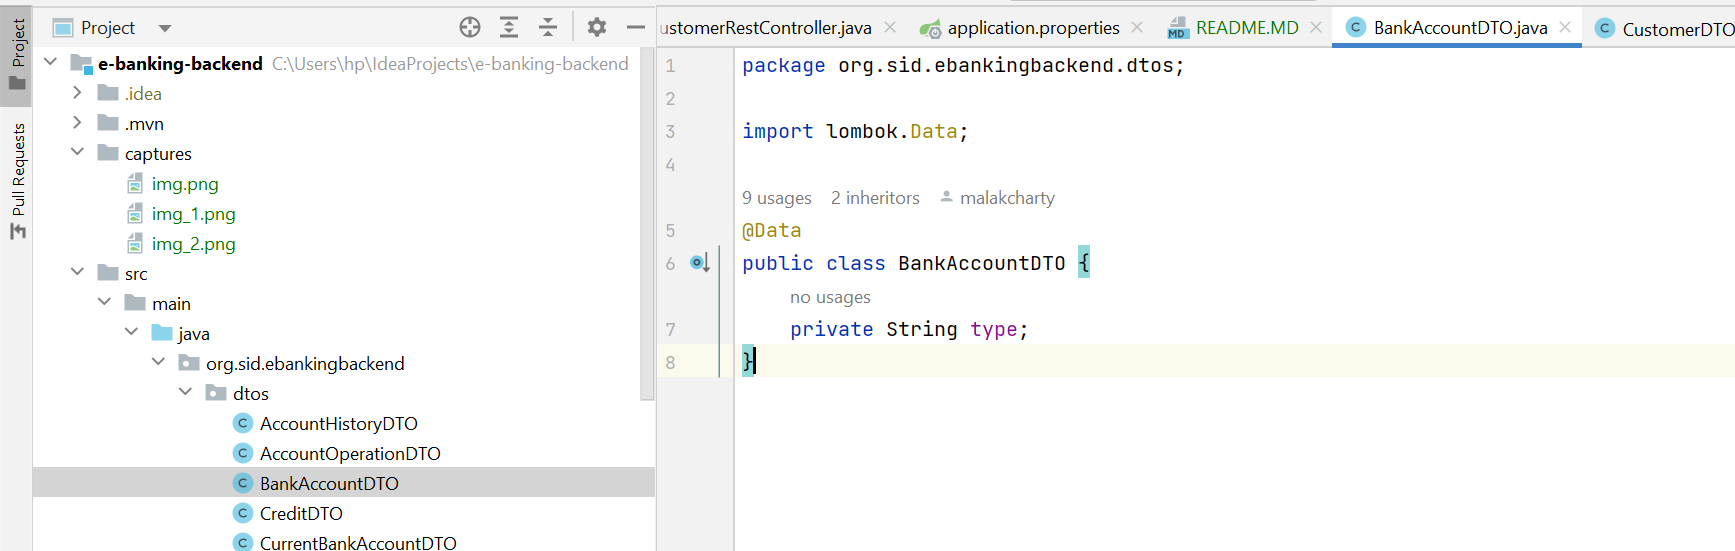 Project
Pull Requests
Project
e-banking-backend C:\Users\hp\IdeaProjects\e-banking-backend
.idea
.mvn
captures
img.png
img_1.png
img_2.png
src
main
java
org.sid.ebankingbackend
dtos
AccountHistoryDTO
AccountOperationDTO
BankAccountDTO
CreditDTO
CurrentBankAccountDTO
ustomerRestController.java application.properties MD README.MD C BankAccountDTO.java C CustomerDTO
1 package org.sid.ebankingbackend.dtos;
2
3 import lombok.Data;
4
9 usages 2 inheritors malakcharty
5 @Data
6 public class BankAccountDTO {
no usages
7 private String type;
8 }